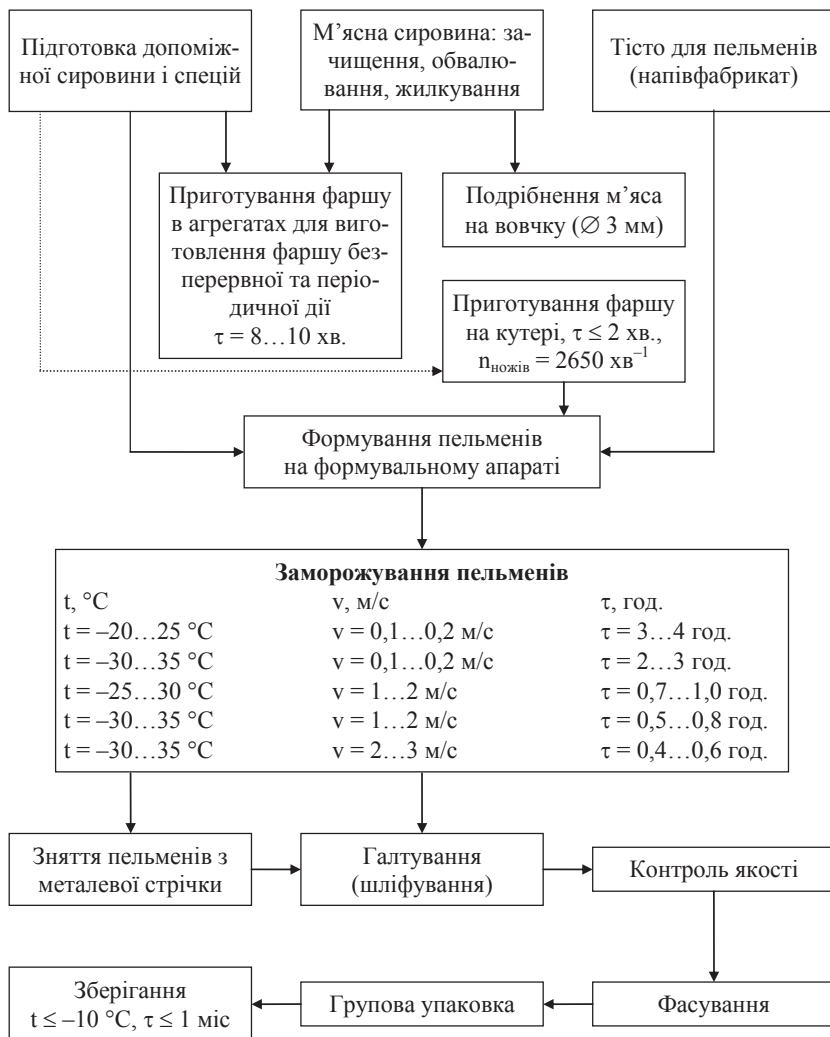 Підготовка допоміж-
ної сировини і спецій
М’ясна сировина: за-
чищення, обвалю-
вання, жилкування
Тісто для пельменів
(напівфабрикат)
Приготування фаршу
в агрегатах для виго-
товлення фаршу без-
перервної та періо-
дичної дії
τ = 8…10 хв.
Подрібнення м’яса
на вовчку (∅ 3 мм)
Приготування фаршу
на кутері, τ ≤ 2 хв.,
nножів = 2650 хв–1
Формування пельменів
на формувальному апараті
Заморожування пельменів
t, °С v, м/с τ, год.
t = –20…25 °С v = 0,1…0,2 м/с τ = 3…4 год.
t = –30…35 °С v = 0,1…0,2 м/с τ = 2…3 год.
t = –25…30 °С v = 1…2 м/с τ = 0,7…1,0 год.
t = –30…35 °С v = 1…2 м/с τ = 0,5…0,8 год.
t = –30…35 °С v = 2…3 м/с τ = 0,4…0,6 год.
Зняття пельменів з
металевої стрічки
Галтування
(шліфування)
Контроль якості
Зберігання
t ≤ –10 °С, τ ≤ 1 міс
Групова упаковка
Фасування